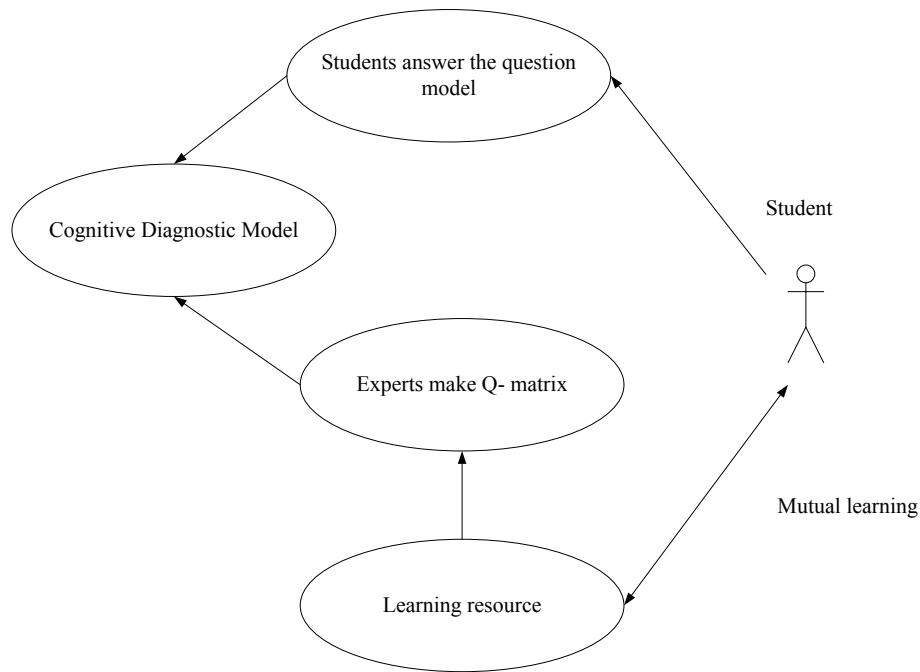 Students answer the question
model
Student
Cognitive Diagnostic Model
Experts make Q- matrix
Mutual learning
Learning resource